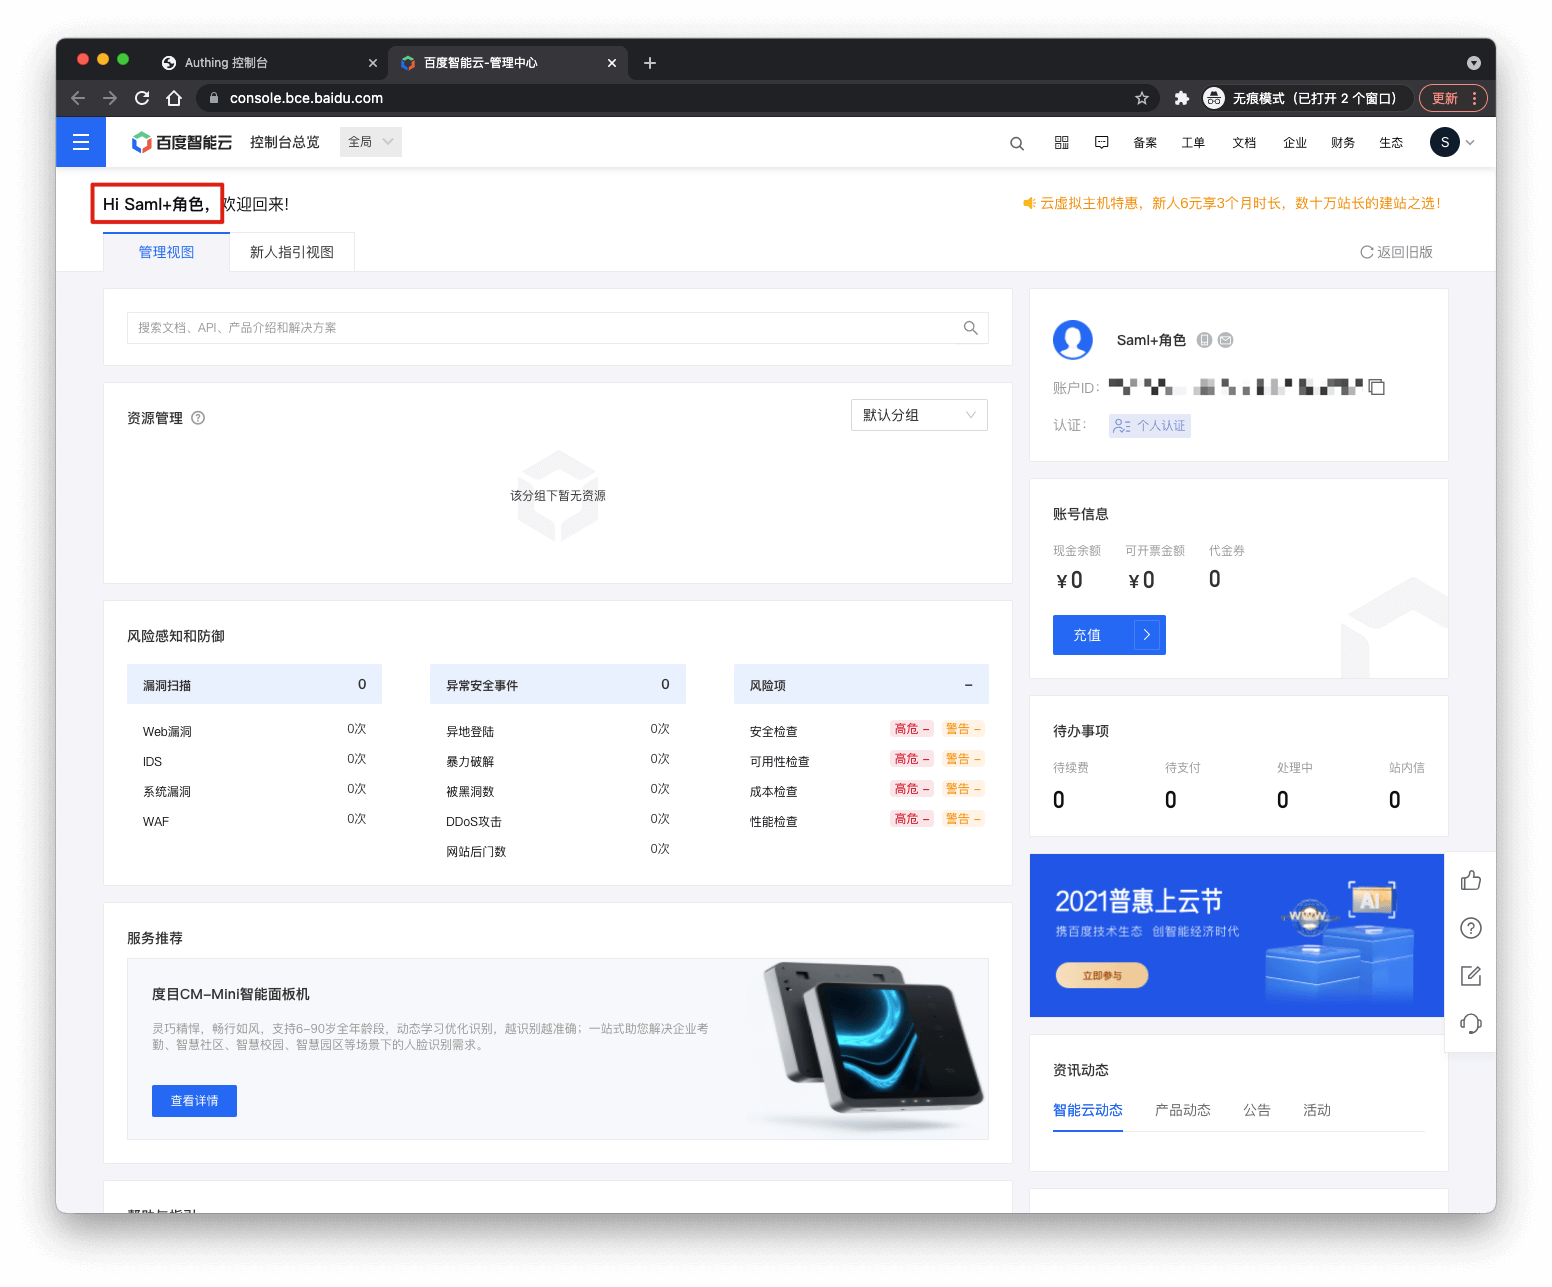 Authing 控制台
百度智能云-管理中心
console.bce.baidu.com
无痕模式（已打开 2 个窗口）
更新
百度智能云
控制台总览
全局
备案
工单
文档
企业
财务
生态
S
Hi Saml+角色，欢迎回来!
云虚拟主机特惠，新人6元享3个月时长，数十万站长的建站之选!
管理视图
新人指引视图
返回旧版
搜索文档、API、产品介绍和解决方案
资源管理
默认分组
该分组下暂无资源
风险感知和防御
漏洞扫描 0
Web漏洞 0次
IDS 0次
系统漏洞 0次
WAF 0次
异常安全事件 0
异地登陆 0次
暴力破解 0次
被黑洞数 0次
DDoS攻击 0次
网站后门数 0次
风险项 –
安全检查 高危 – 警告 –
可用性检查 高危 – 警告 –
成本检查 高危 – 警告 –
性能检查 高危 – 警告 –
服务推荐
度目CM–Mini智能面板机
灵巧精悍，畅行如风，支持6–90岁全年龄段，动态学习优化识别，越识别越准确；一站式助您解决企业考
勤、智慧社区、智慧校园、智慧园区等场景下的人脸识别需求。
查看详情
Saml+角色
账户ID：
认证： 个人认证
账号信息
现金余额 可开票金额 代金券
¥0 ¥0 0
充值
待办事项
待续费 待支付 处理中 站内信
0 0 0 0
2021普惠上云节
携百度技术生态 创智能经济时代
立即参与
WWW
AI
资讯动态
智能云动态 产品动态 公告 活动